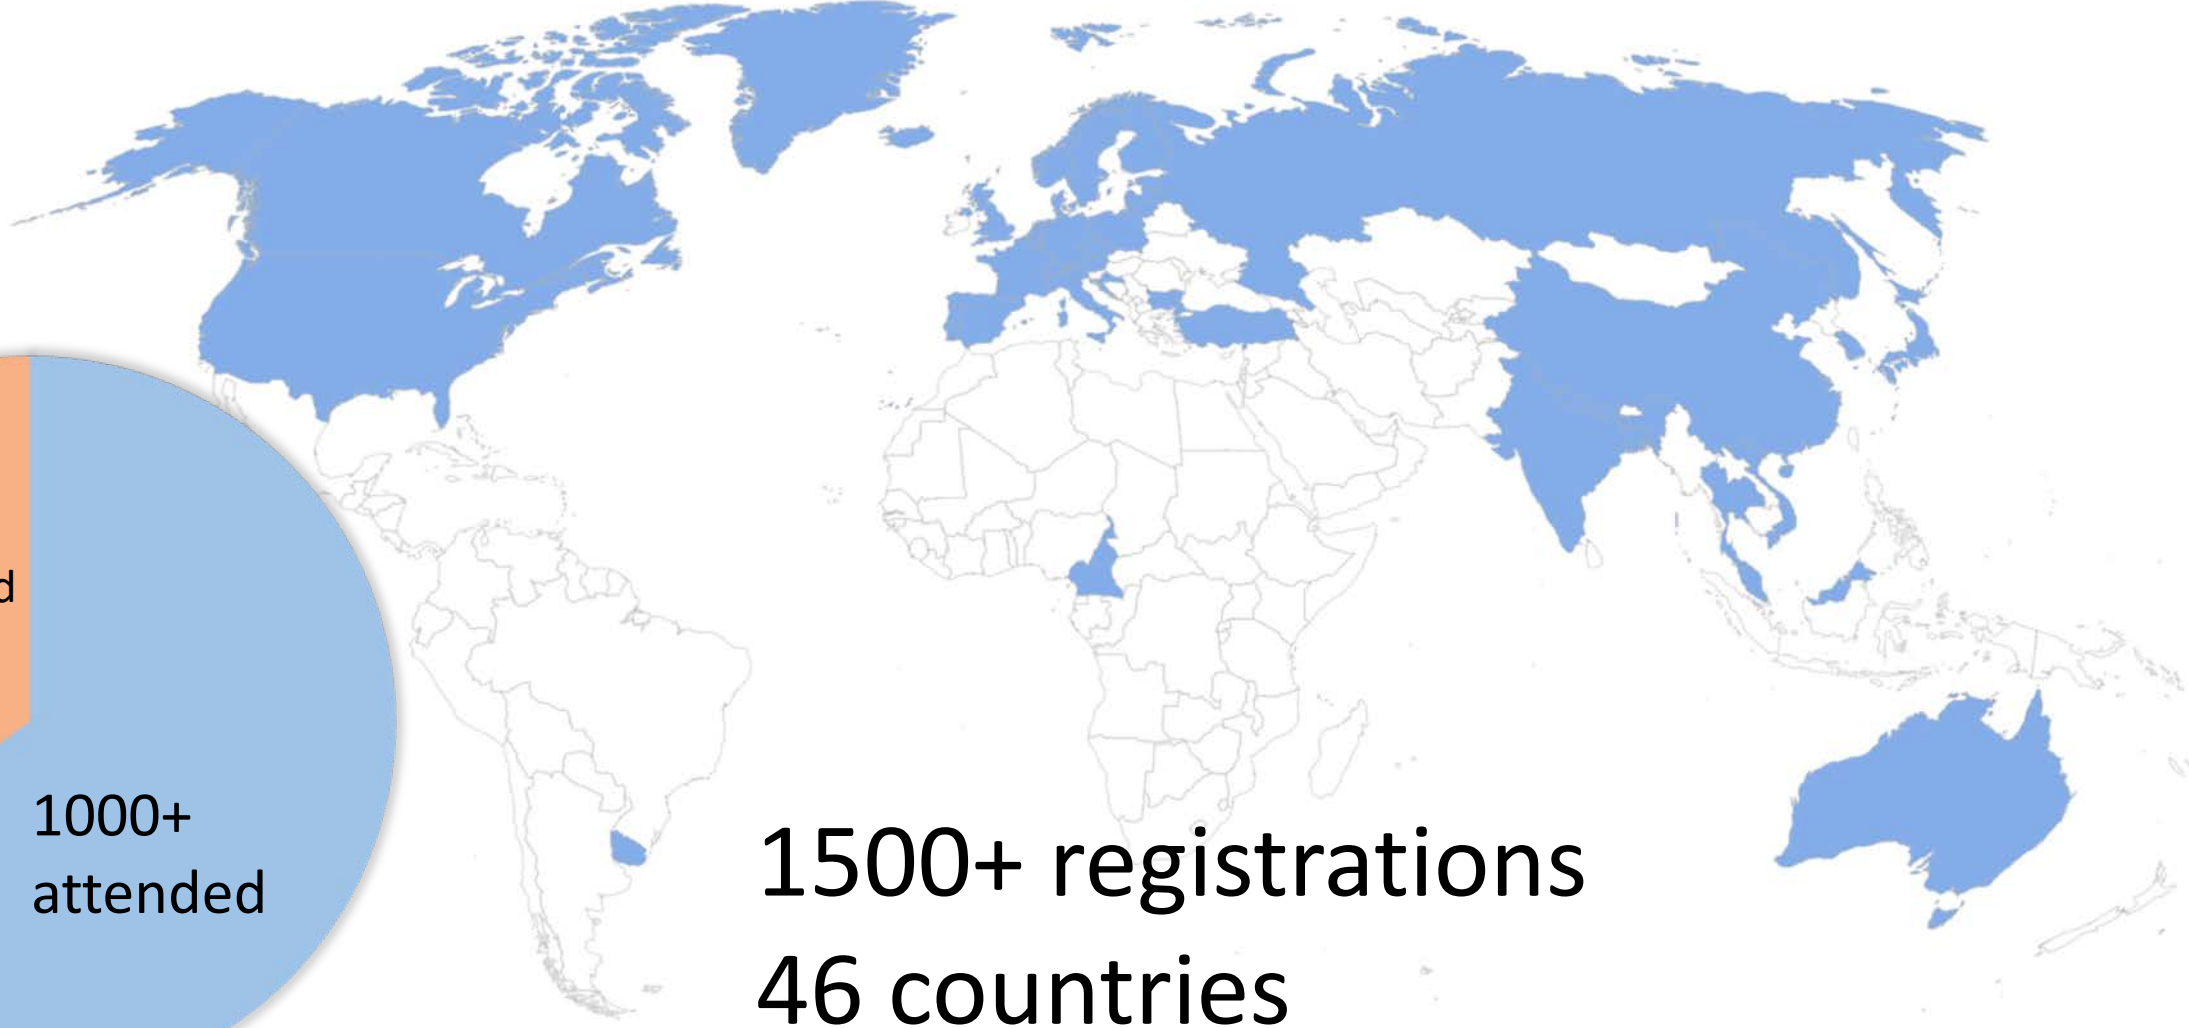 1000+
attended
1500+ registrations
46 countries